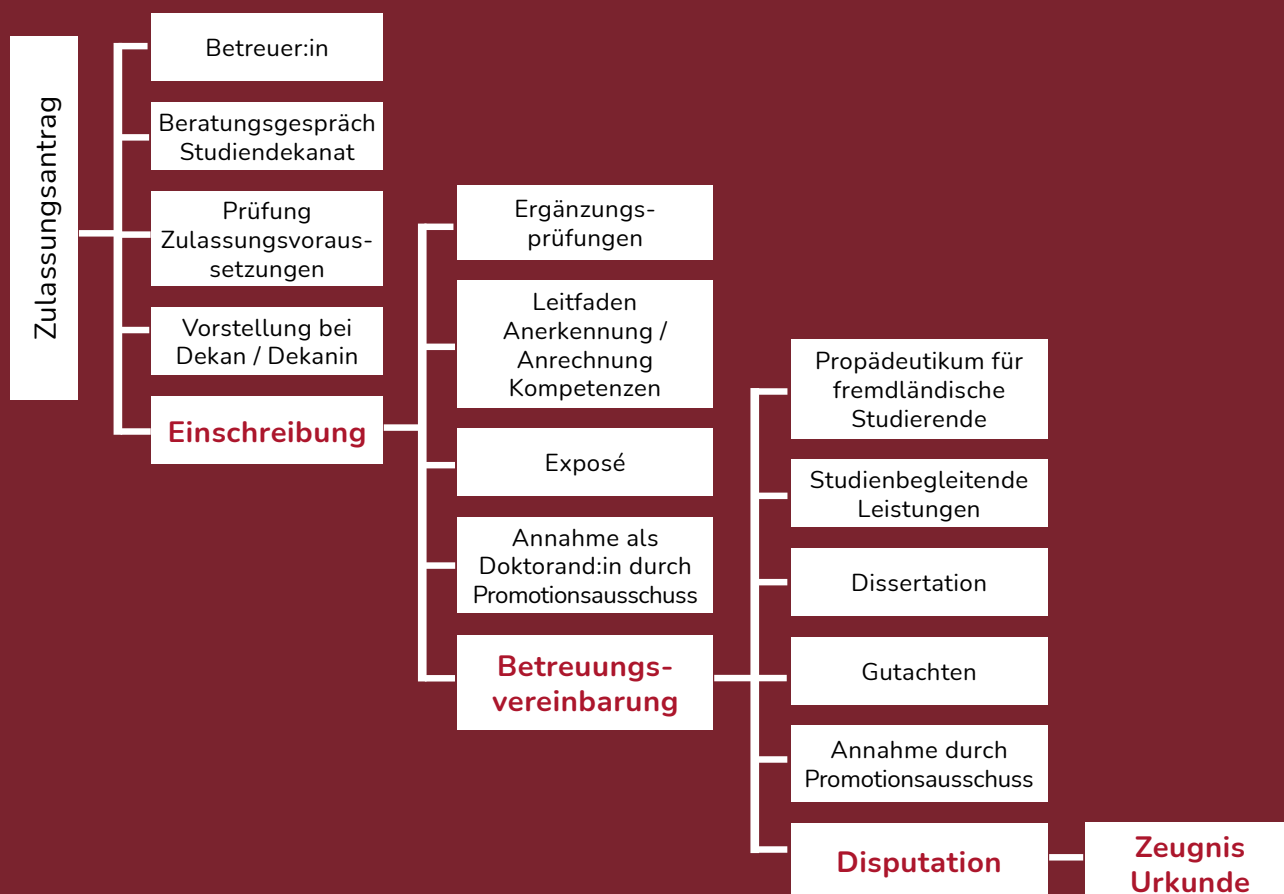 Zulassungsantrag
Betreuer:in
Beratungsgespräch
Studiendekanat
Prüfung
Zulassungsvoraus-
setzungen
Vorstellung bei
Dekan / Dekanin
Einschreibung
Ergänzungs-
prüfungen
Leitfaden
Anerkennung /
Anrechnung
Kompetenzen
Exposé
Annahme als
Doktorand:in durch
Promotionsausschuss
Betreuungs-
vereinbarung
Propädeutikum für
fremdländische
Studierende
Studienbegleitende
Leistungen
Dissertation
Gutachten
Annahme durch
Promotionsausschuss
Disputation
Zeugnis
Urkunde